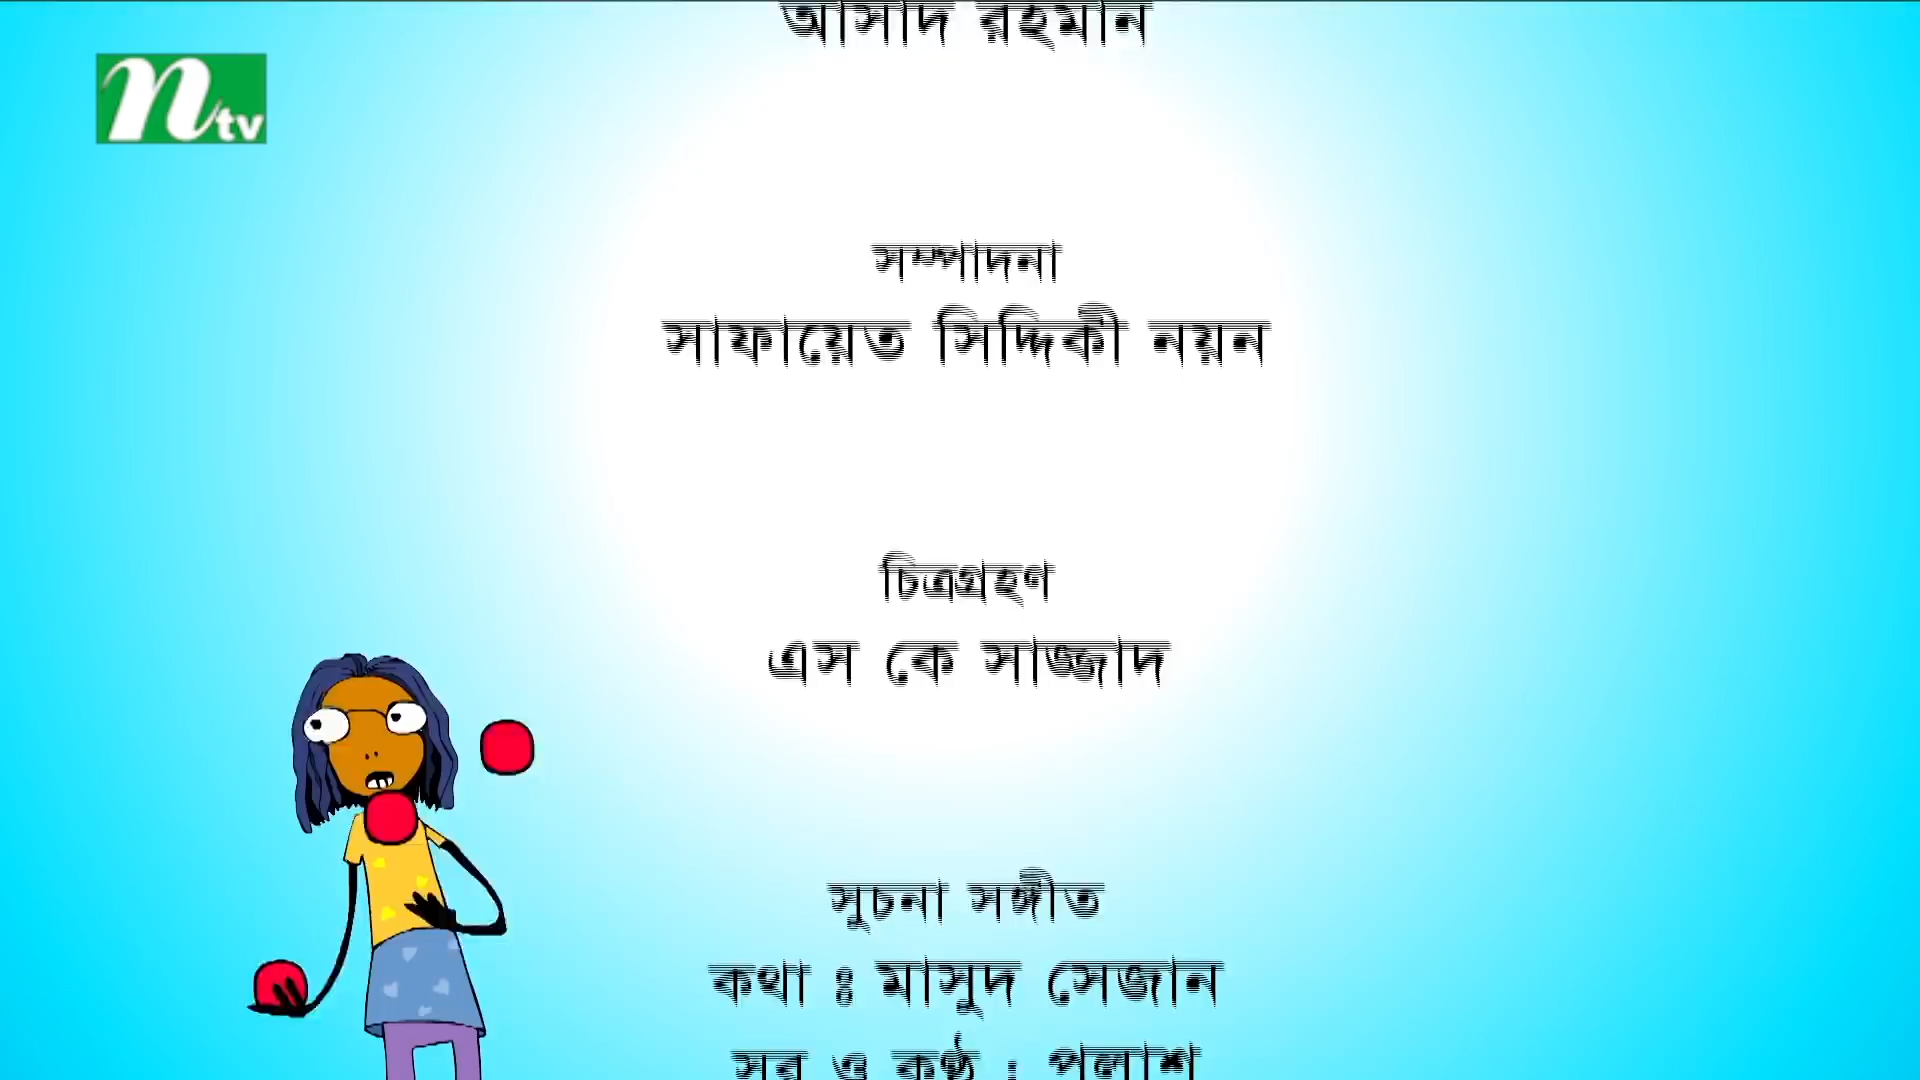 আসাদ রহমান
ntv
সম্পাদনা
সাফায়েত সিদ্দিকী নয়ন
চিত্রগ্রহণ
এস কে সাজ্জাদ
সূচনা সঙ্গীত
কথা ঃ মাসুদ সেজান
সুর ও কণ্ঠ : পলাশ